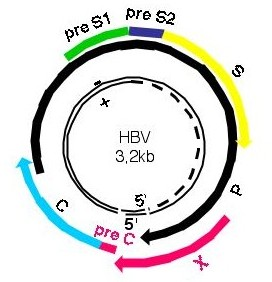 pre S1
pre S2
S
-
+
HBV
3,2kb
P
C
5'
5'
pre C
X